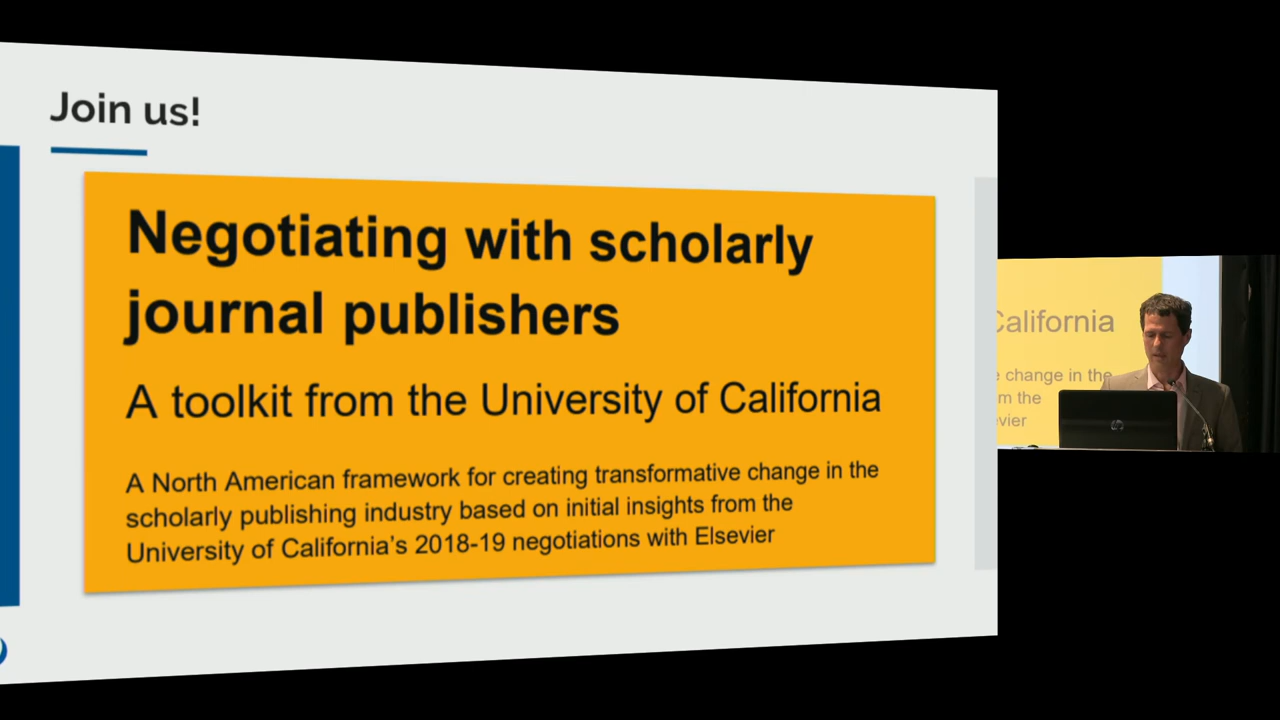 Join us!
Negotiating with scholarly
journal publishers
A toolkit from the University of California
A North American framework for creating transformative change in the
scholarly publishing industry based on initial insights from the
University of California's 2018-19 negotiations with Elsevier
California
change in the
the
hp